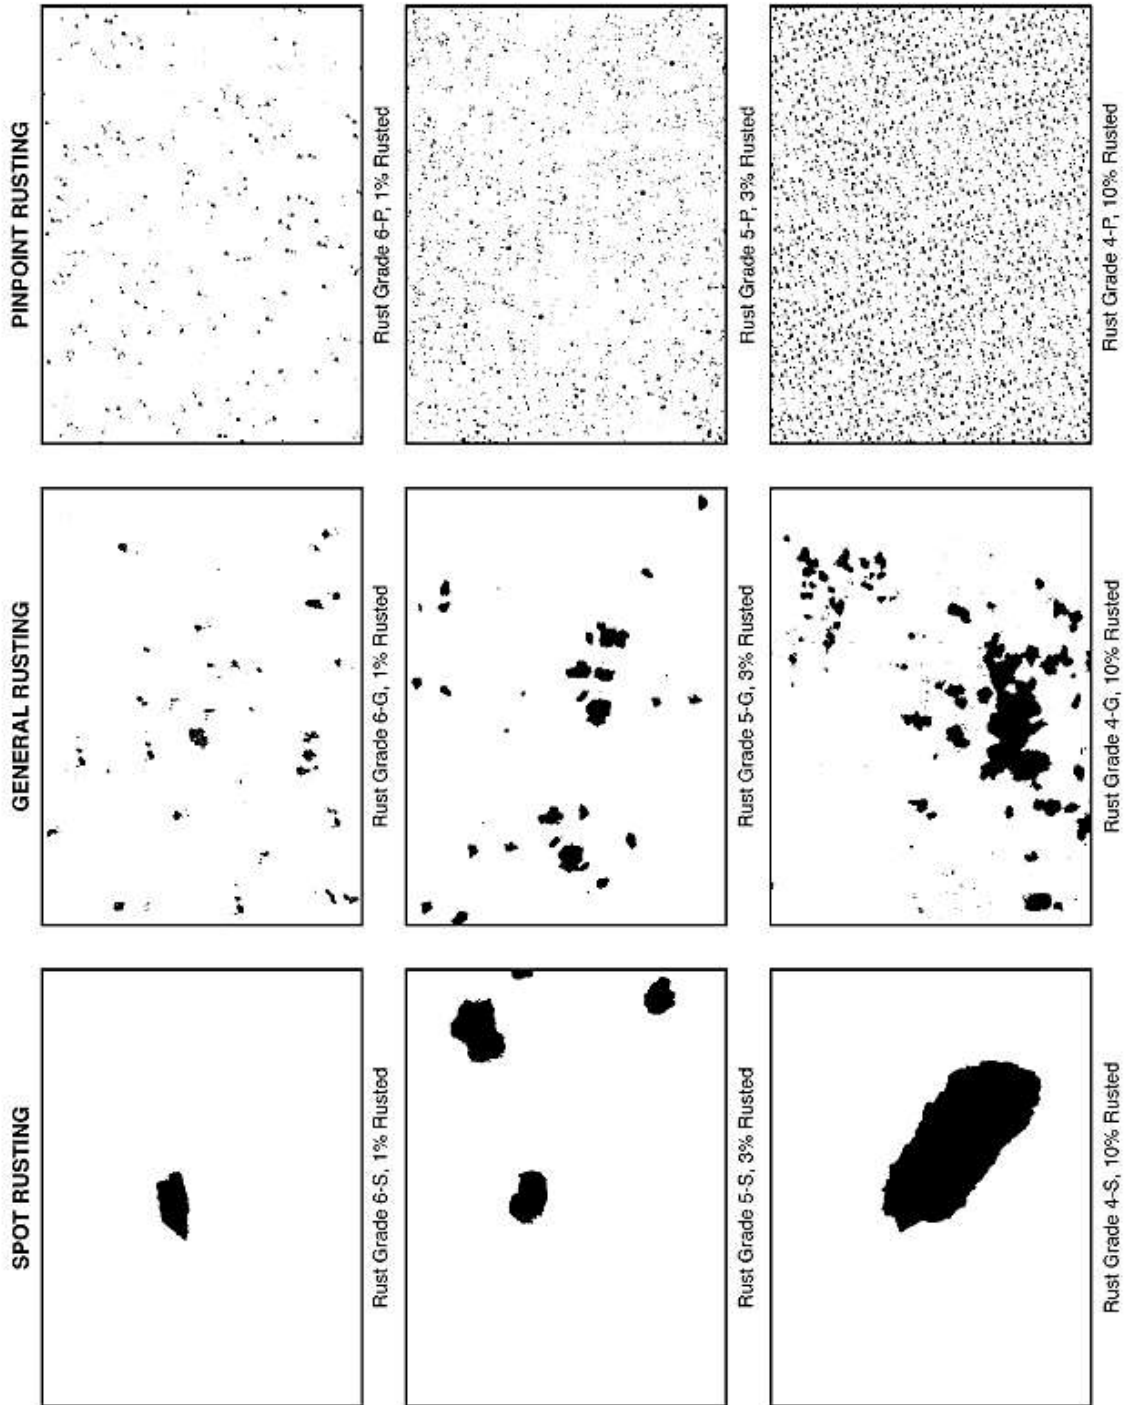 SPOT RUSTING
GENERAL RUSTING
PINPOINT RUSTING
Rust Grade 6-S, 1% Rusted
Rust Grade 6-G, 1% Rusted
Rust Grade 6-P, 1% Rusted
Rust Grade 5-S, 3% Rusted
Rust Grade 5-G, 3% Rusted
Rust Grade 5-P, 3% Rusted
Rust Grade 4-S, 10% Rusted
Rust Grade 4-G, 10% Rusted
Rust Grade 4-P, 10% Rusted